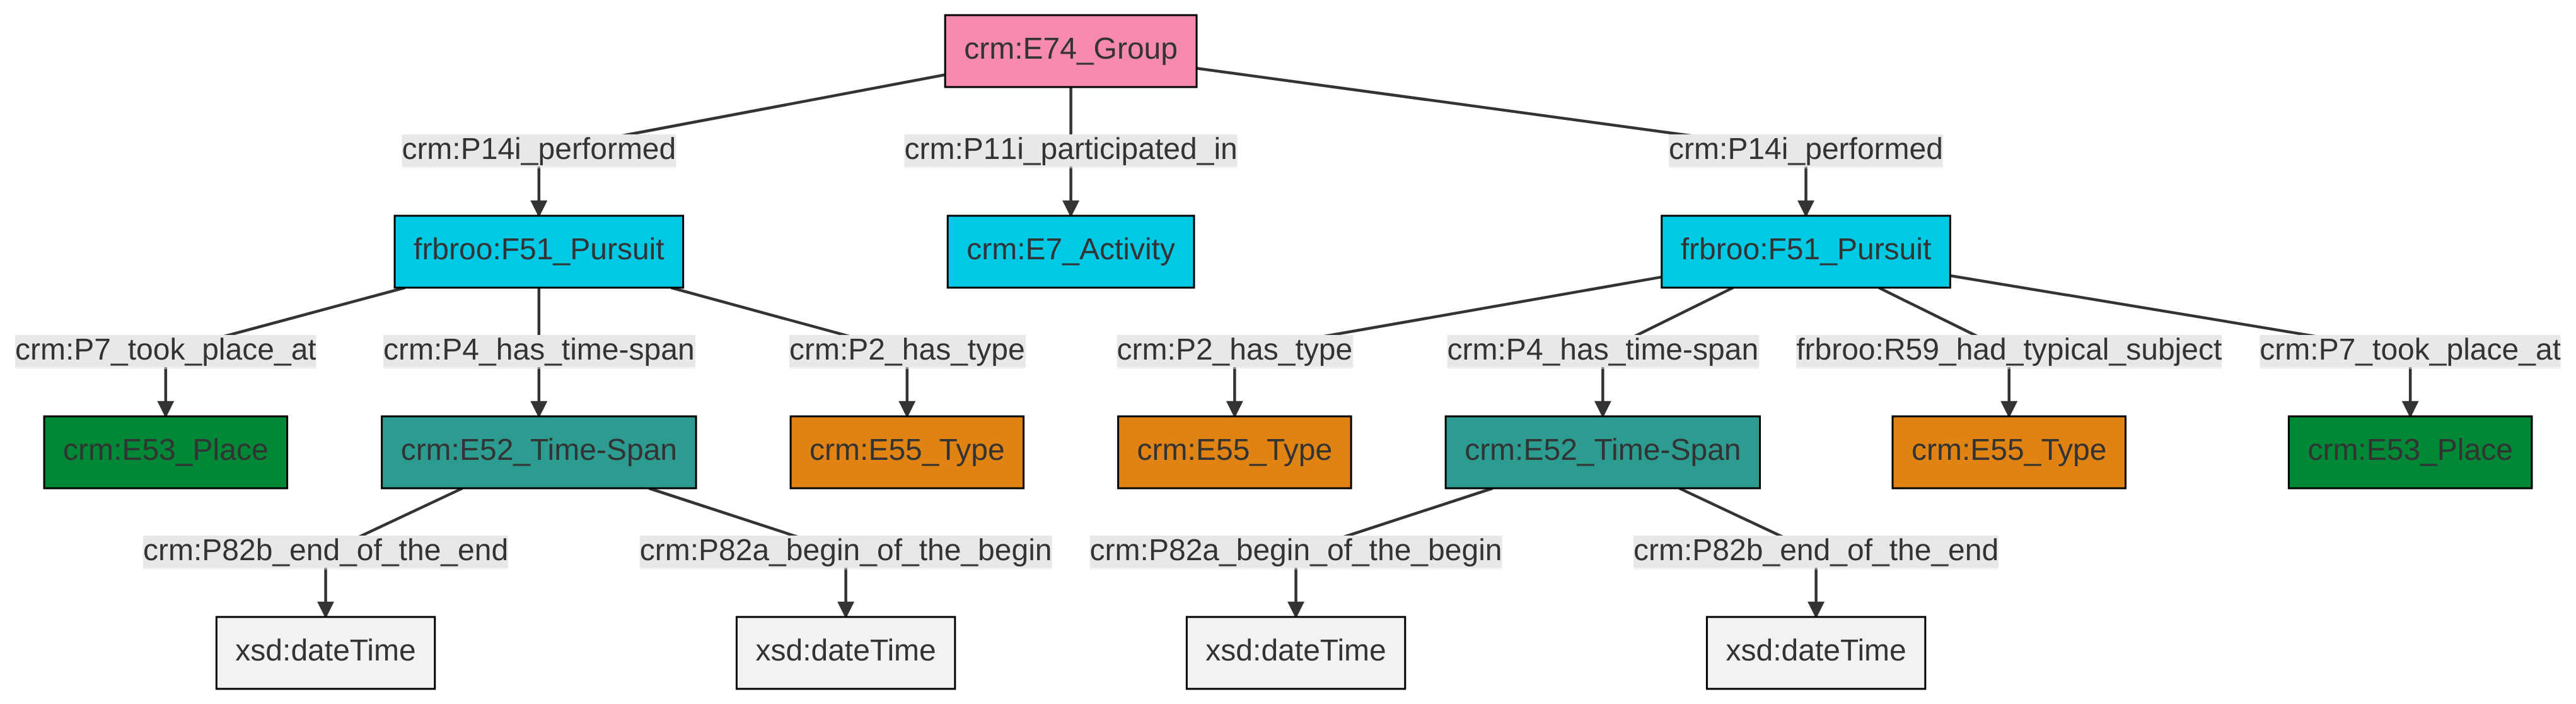 crm:E74_Group
crm:P14i_performed
crm:P11i_participated_in
crm:P14i_performed
frbroo:F51_Pursuit
crm:E7_Activity
frbroo:F51_Pursuit
crm:P7_took_place_at
crm:P4_has_time-span
crm:P2_has_type
crm:P2_has_type
crm:P4_has_time-span
frbroo:R59_had_typical_subject
crm:P7_took_place_at
crm:E53_Place
crm:E52_Time-Span
crm:E55_Type
crm:E55_Type
crm:E52_Time-Span
crm:E55_Type
crm:E53_Place
crm:P82b_end_of_the_end
crm:P82a_begin_of_the_begin
crm:P82a_begin_of_the_begin
crm:P82b_end_of_the_end
xsd:dateTime
xsd:dateTime
xsd:dateTime
xsd:dateTime